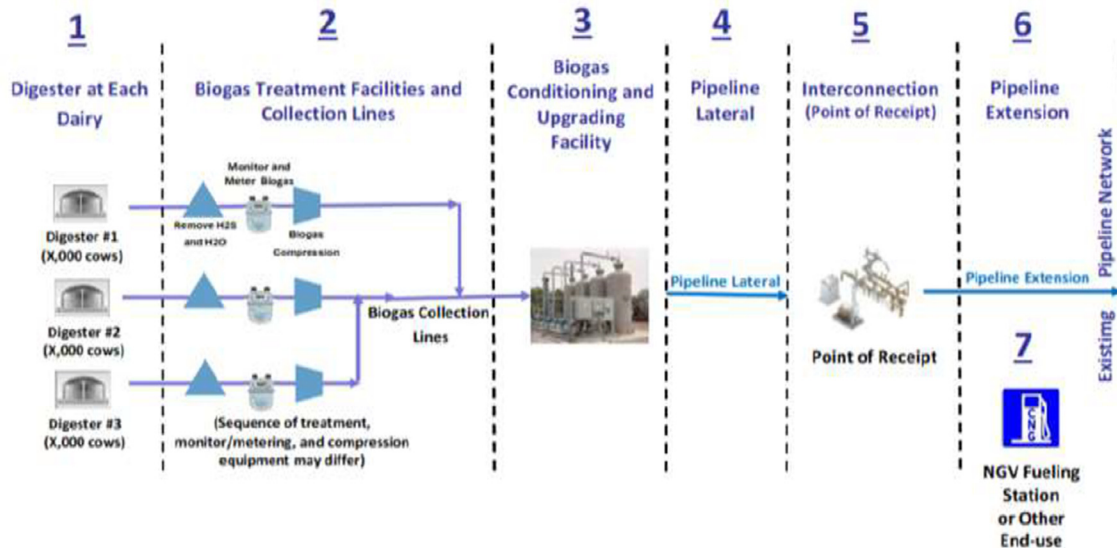 1
Digester at Each
Dairy
2
Biogas Treatment Facilities and
Collection Lines
3
Biogas
Conditioning and
Upgrading
Facility
4
Pipeline
Lateral
5
Interconnection
(Point of Receipt)
6
Pipeline
Extension
Monitor and
Meter Biogas
Remove H2S
and H2O
Biogas
Compression
Digester #1
(X,000 cows)
Digester #2
(X,000 cows)
Digester #3
(X,000 cows)
Biogas Collection
Lines
(Sequence of treatment,
monitor/metering, and compression
equipment may differ)
Pipeline Lateral
Point of Receipt
Pipeline Extension
Existimg Pipeline Network
7
CNG
NGV Fueling
Station
or Other
End-use